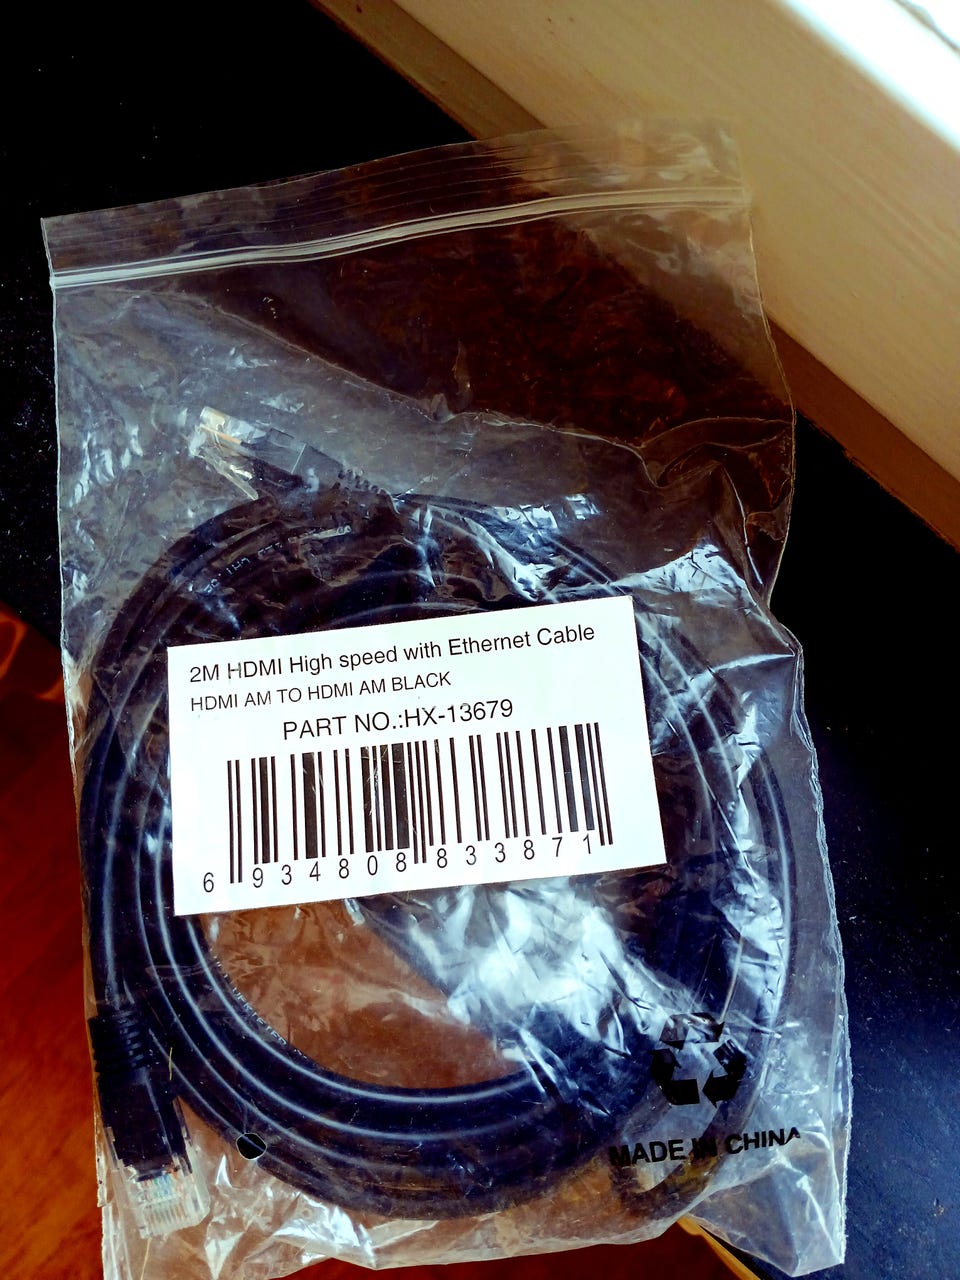 2M HDMI High speed with Ethernet Cable
HDMI AM TO HDMI AM BLACK
PART NO.:HX-13679
6 934808 833871
MADE IN CHINA